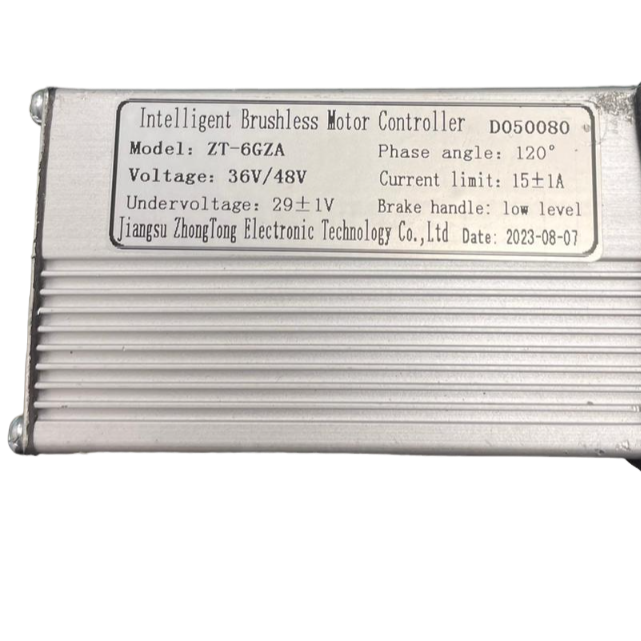 Intelligent Brushless Motor Controller D050080
Model: ZT-6GZA Phase angle: 120°
Voltage: 36V/48V Current limit: 15±1A
Undervoltage: 29±1V Brake handle: low level
Jiangsu ZhongTong Electronic Technology Co.,Ltd Date: 2023-08-07